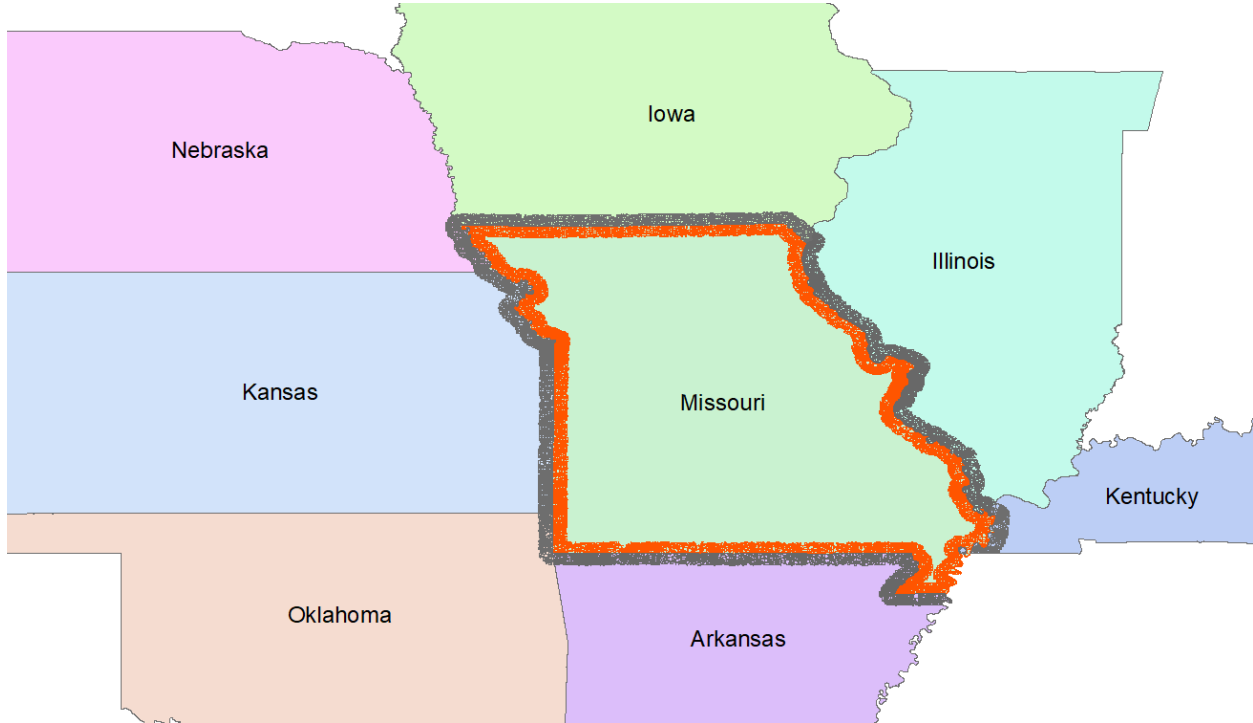 Iowa
Nebraska
Illinois
Kansas
Missouri
Kentucky
Oklahoma
Arkansas